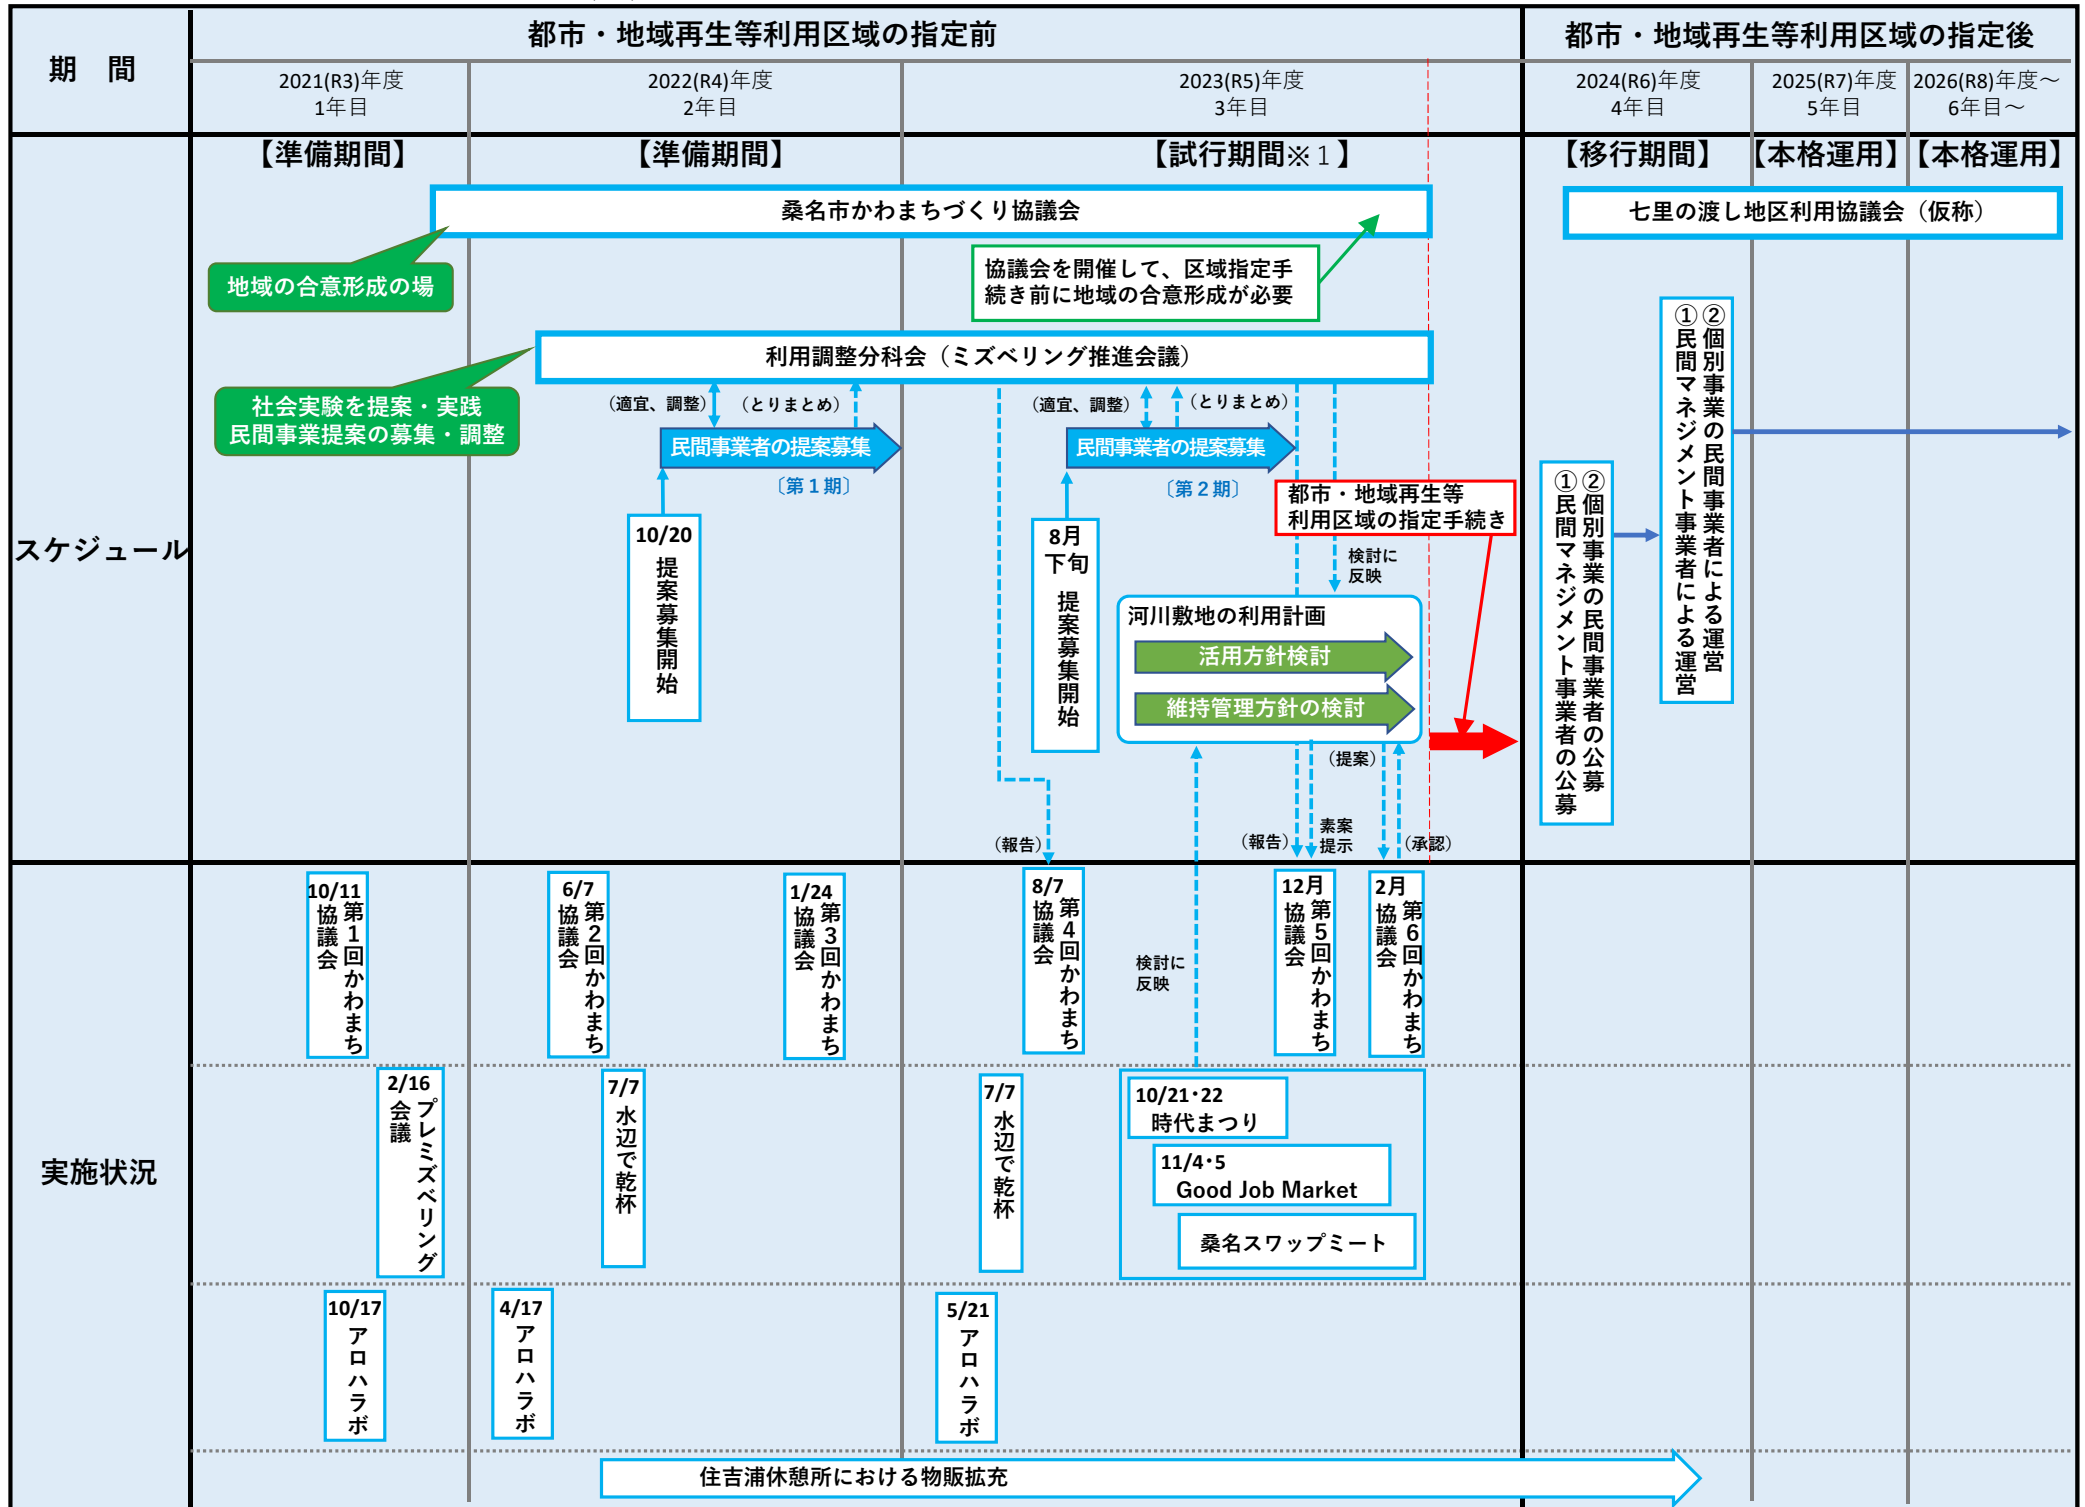 期　間
都市・地域再生等利用区域の指定前
都市・地域再生等利用区域の指定後
2021(R3)年度
1年目
2022(R4)年度
2年目
2023(R5)年度
3年目
2024(R6)年度
4年目
2025(R7)年度
5年目
2026(R8)年度～
6年目～
スケジュール
【準備期間】
【準備期間】
【試行期間※１】
【移行期間】
【本格運用】
【本格運用】
桑名市かわまちづくり協議会
七里の渡し地区利用協議会（仮称）
地域の合意形成の場
協議会を開催して、区域指定手
続き前に地域の合意形成が必要
利用調整分科会（ミズベリング推進会議）
社会実験を提案・実践
民間事業提案の募集・調整
（適宜、調整）
（とりまとめ）
（適宜、調整）
（とりまとめ）
民間事業者の提案募集
〔第１期〕
民間事業者の提案募集
〔第２期〕
10/20
提案募集開始
8月
下旬
提案募集開始
都市・地域再生等
利用区域の指定手続き
検討に
反映
河川敷地の利用計画
活用方針検討
維持管理方針の検討
②個別事業の民間事業者の公募
①民間マネジメント事業者の公募
②個別事業の民間事業者による運営
①民間マネジメント事業者による運営
（提案）
（報告）
（報告）
素案
提示
（承認）
実施状況
10/11
第1回かわまち
協議会
6/7
第2回かわまち
協議会
1/24
第3回かわまち
協議会
8/7
第4回かわまち
協議会
検討に
反映
12月
第5回かわまち
協議会
2月
第6回かわまち
協議会
2/16
プレミズベリング
会議
7/7
水辺で乾杯
7/7
水辺で乾杯
10/21・22
時代まつり
11/4・5
Good Job Market
桑名スワップミート
10/17
アロハラボ
4/17
アロハラボ
5/21
アロハラボ
住吉浦休憩所における物販拡充